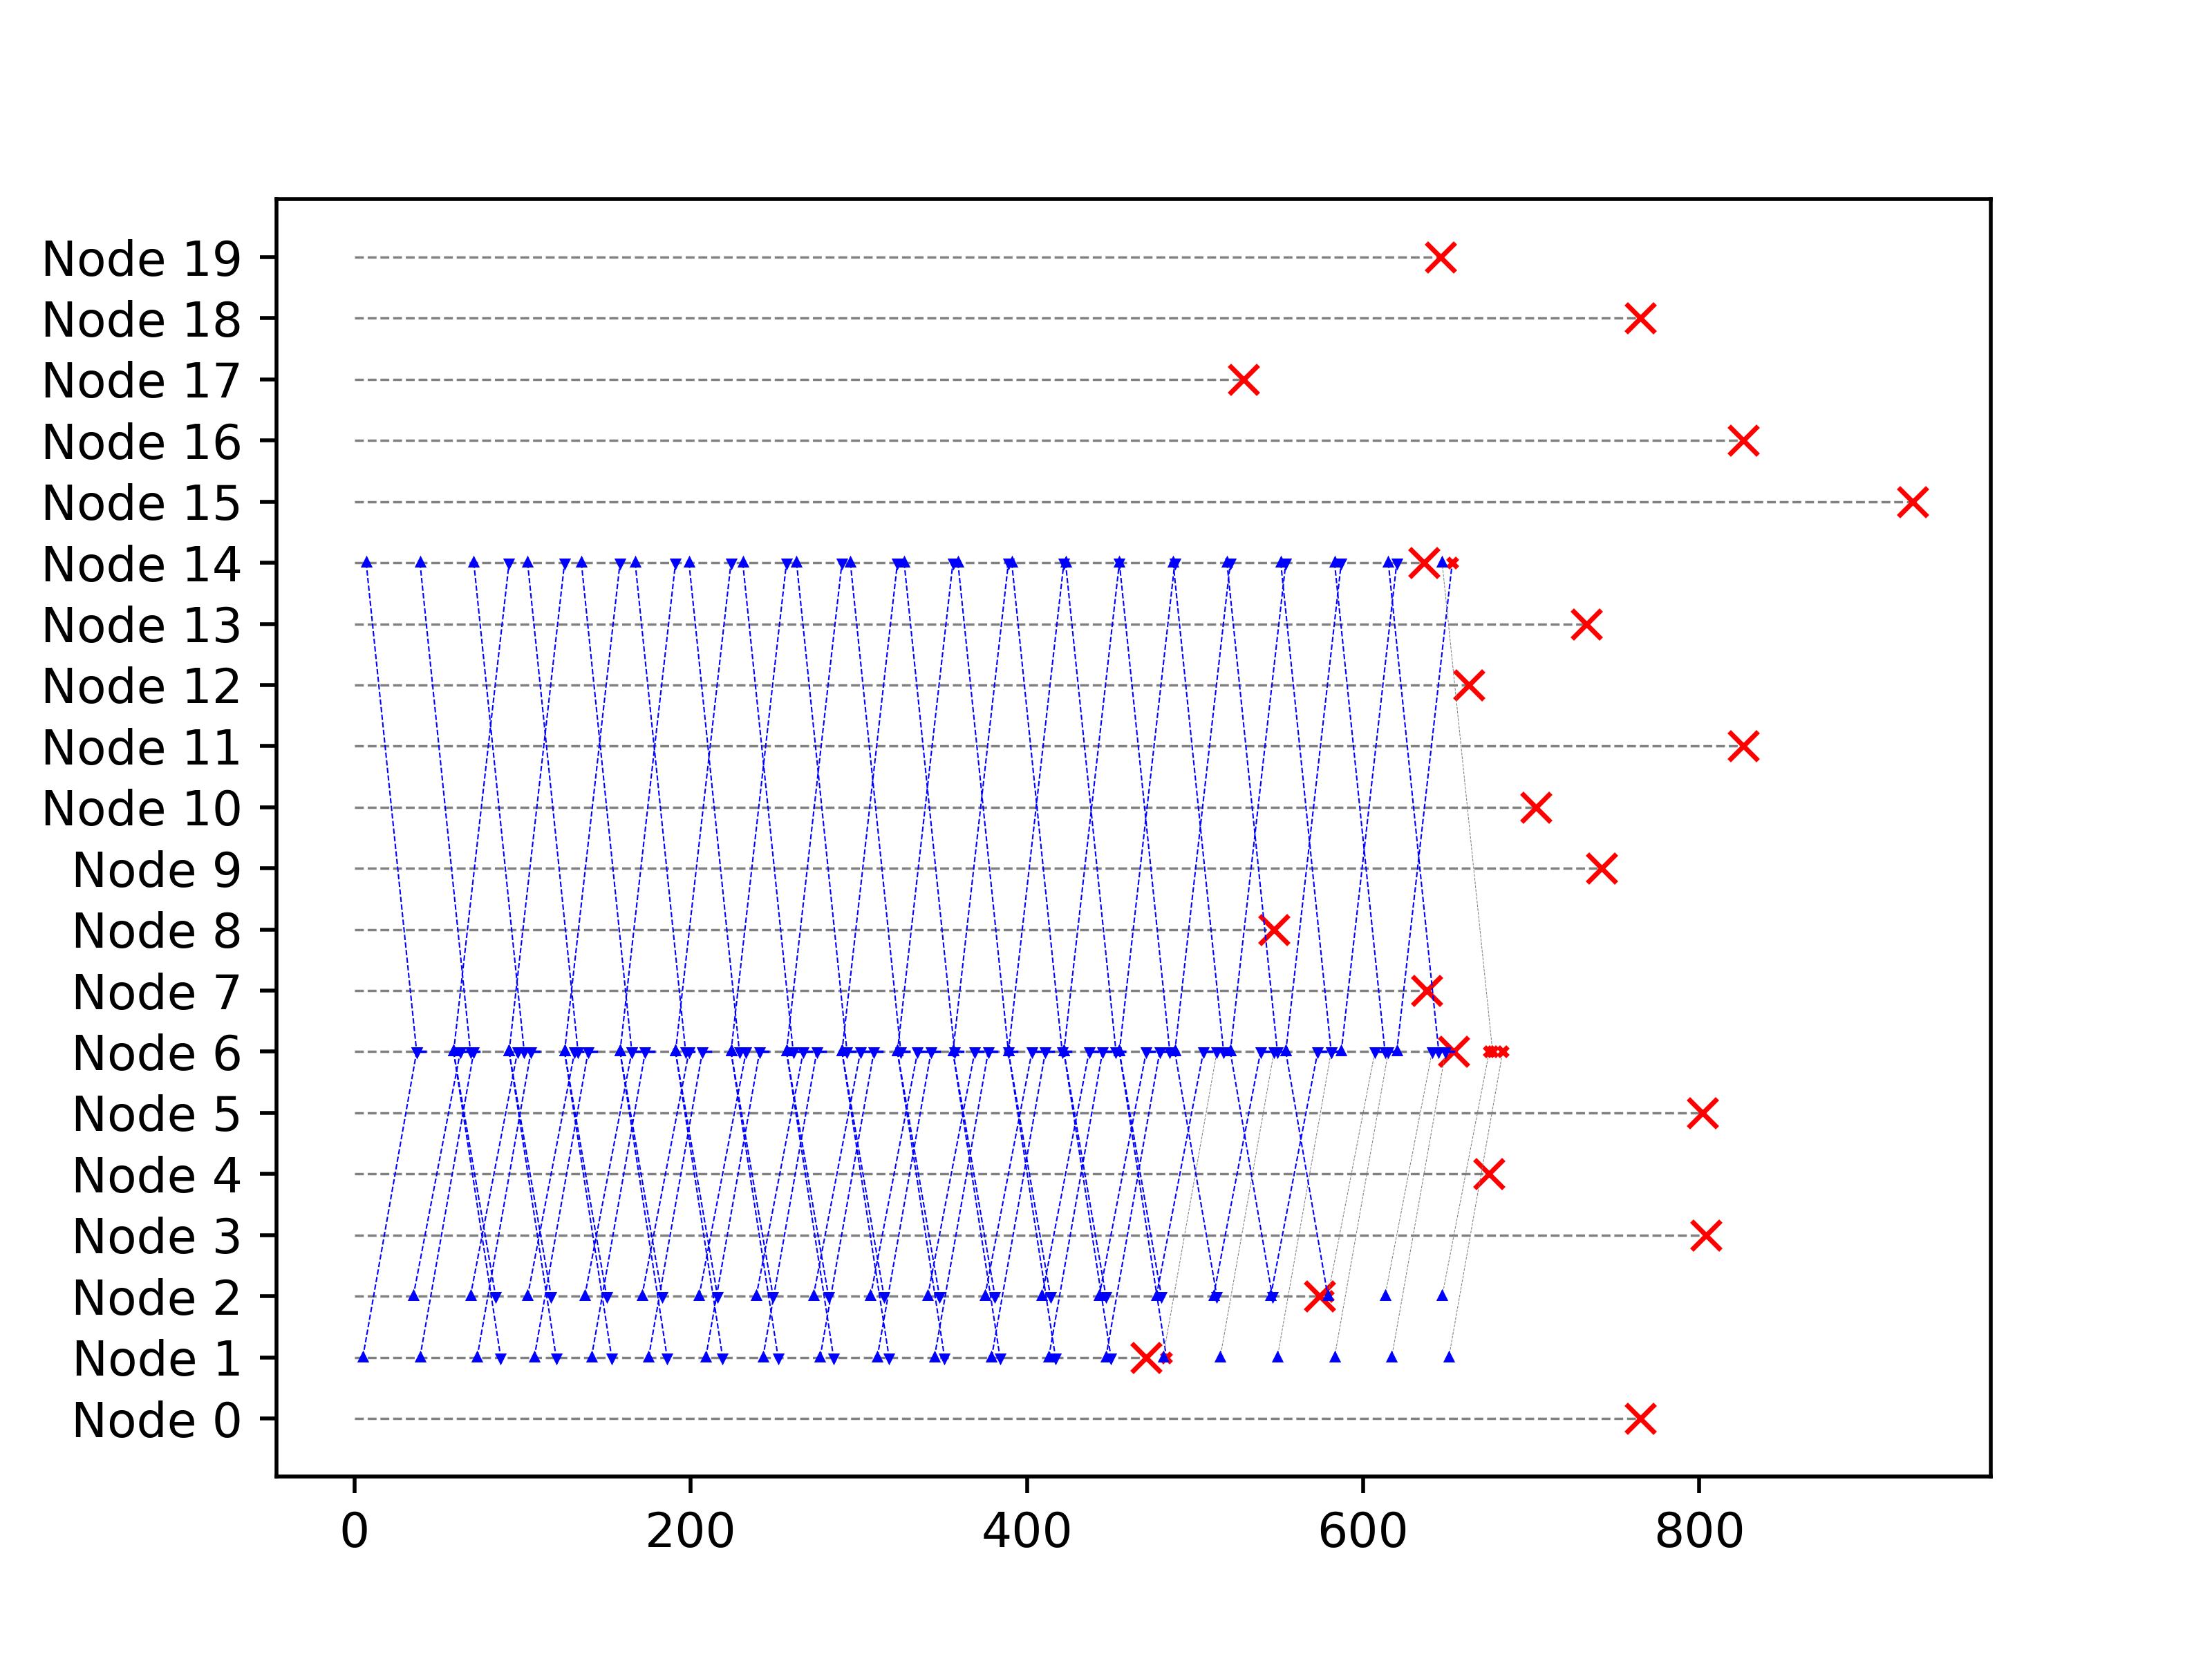 Node 19
Node 18
Node 17
Node 16
Node 15
Node 14
Node 13
Node 12
Node 11
Node 10
Node 9
Node 8
Node 7
Node 6
Node 5
Node 4
Node 3
Node 2
Node 1
Node 0
0 200 400 600 800